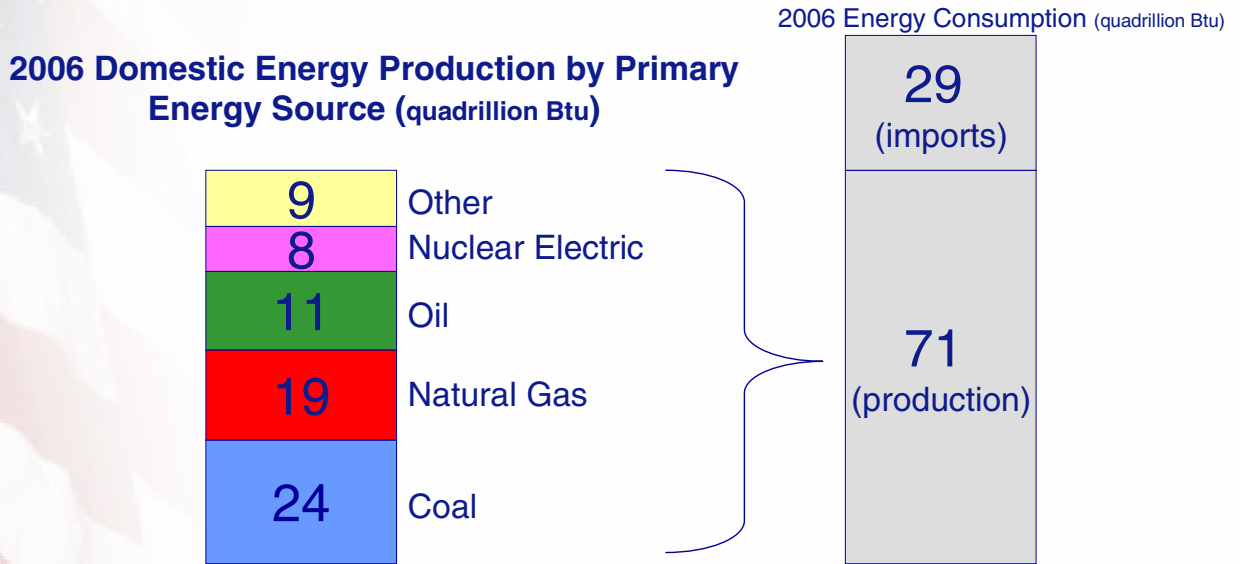 2006 Energy Consumption (quadrillion Btu)
2006 Domestic Energy Production by Primary
Energy Source (quadrillion Btu)
29
(imports)
9 Other
8 Nuclear Electric
11 Oil
19 Natural Gas
24 Coal
71
(production)